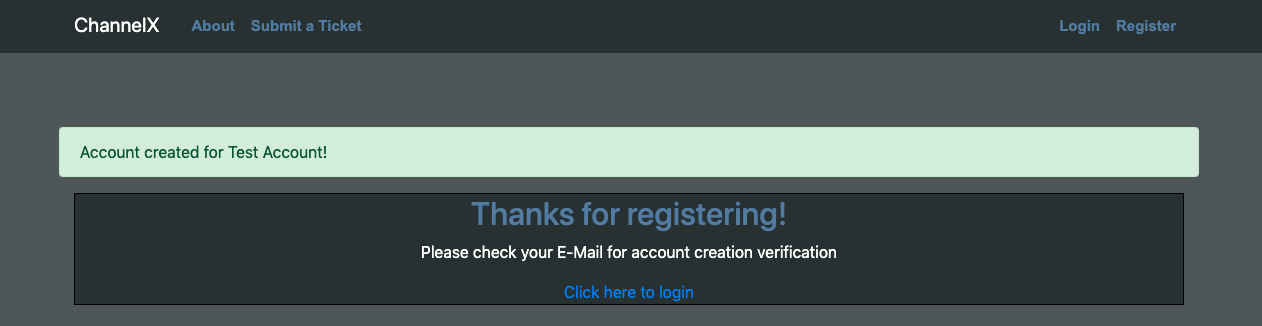 ChannelX About Submit a Ticket Login Register
Account created for Test Account!
Thanks for registering!
Please check your E-Mail for account creation verification
Click here to login